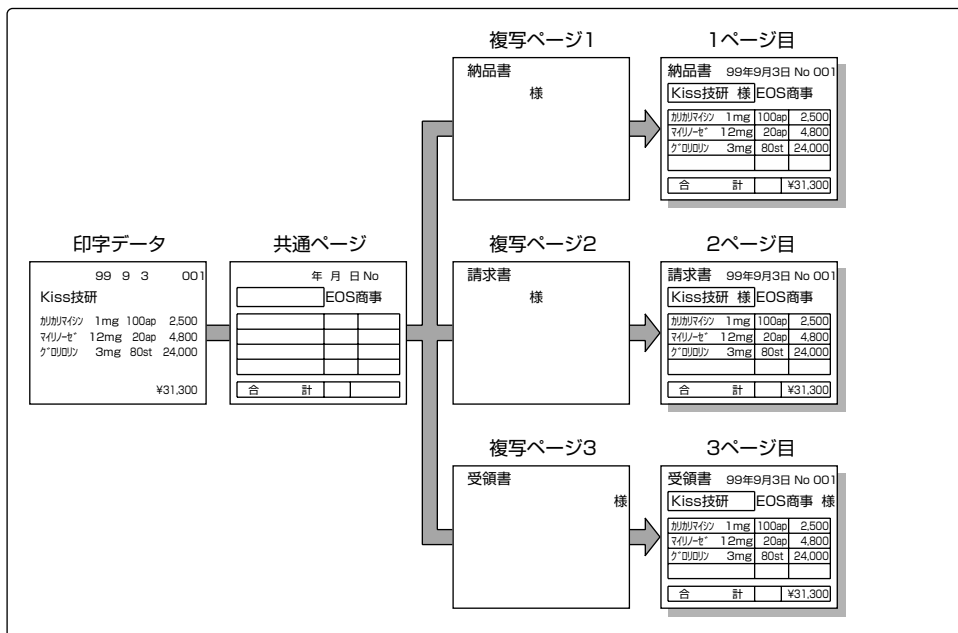 複写ページ1
納品書
様
1ページ目
納品書 99年9月3日 No 001
Kiss技研 様 EOS商事
カリカリマイシン 1mg 100ap 2,500
マイリノーゼ 12mg 20ap 4,800
グロリロリン 3mg 80st 24,000
合 計 ¥31,300
印字データ
99 9 3 001
Kiss技研
カリカリマイシン 1mg 100ap 2,500
マイリノーゼ 12mg 20ap 4,800
グロリロリン 3mg 80st 24,000
¥31,300
共通ページ
年 月 日 No
EOS商事
合 計
複写ページ2
請求書
様
2ページ目
請求書 99年9月3日 No 001
Kiss技研 様 EOS商事
カリカリマイシン 1mg 100ap 2,500
マイリノーゼ 12mg 20ap 4,800
グロリロリン 3mg 80st 24,000
合 計 ¥31,300
複写ページ3
受領書
様
3ページ目
受領書 99年9月3日 No 001
Kiss技研 EOS商事 様
カリカリマイシン 1mg 100ap 2,500
マイリノーゼ 12mg 20ap 4,800
グロリロリン 3mg 80st 24,000
合 計 ¥31,300